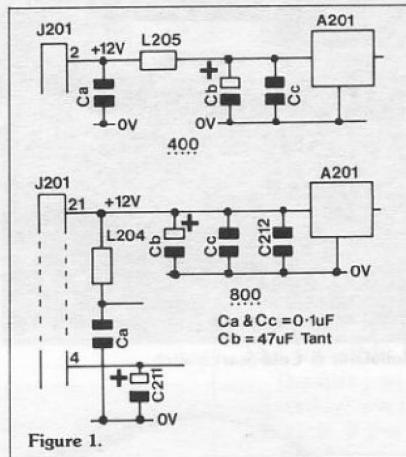 J201
2
+12V
L205
A201
Ca
+
Cb
Cc
0V
0V
400
J201
21
+12V
L204
A201
+
Cb
Cc
C212
0V
800
Ca
Ca & Cc = 0·1uF
Cb = 47uF Tant
4
+
C211
0V
Figure 1.